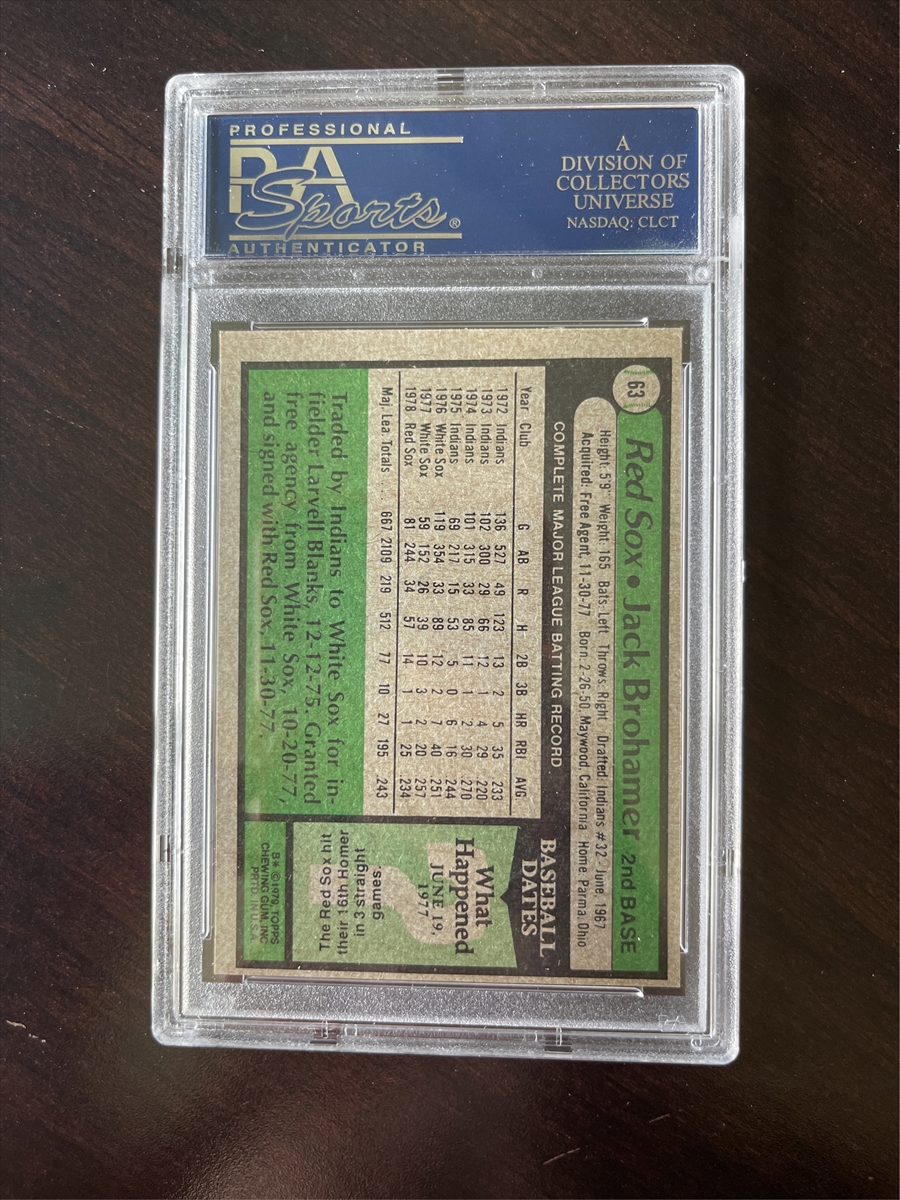 PROFESSIONAL
PSA
Sports®
AUTHENTICATOR
A
DIVISION OF
COLLECTORS
UNIVERSE
NASDAQ: CLCT
63
Red Sox • Jack Brohamer 2nd BASE
Height: 5'9" Weight: 165 Bats: Left Throws: Right Drafted: Indians #32-June, 1967
Acquired: Free Agent, 11-30-77 Born: 2-26-50, Maywood, California Home: Parma, Ohio
COMPLETE MAJOR LEAGUE BATTING RECORD
Year Club G AB R H 2B 3B HR RBI AVG
1972 Indians 136 527 49 123 13 2 5 35 .233
1973 Indians 102 300 29 66 12 1 4 29 .220
1974 Indians 101 315 33 85 11 1 2 30 .270
1975 Indians 69 217 15 53 5 0 6 16 .244
1976 White Sox 119 354 33 89 12 2 7 40 .251
1977 White Sox 59 152 26 39 10 3 2 20 .257
1978 Red Sox 81 244 34 57 14 1 1 25 .234
Maj. Lea. Totals . . . 667 2109 219 512 77 10 27 195 .243
Traded by Indians to White Sox for in-
fielder Larvell Blanks, 12-12-75. Granted
free agency from White Sox, 10-20-77,
and signed with Red Sox, 11-30-77.
BASEBALL
DATES
What
Happened
JUNE 19,
1977
The Red Sox hit
their 16th Homer
in 3 straight
games
B* © 1979, TOPPS
CHEWING GUM, INC.
PRTD. IN U.S.A.